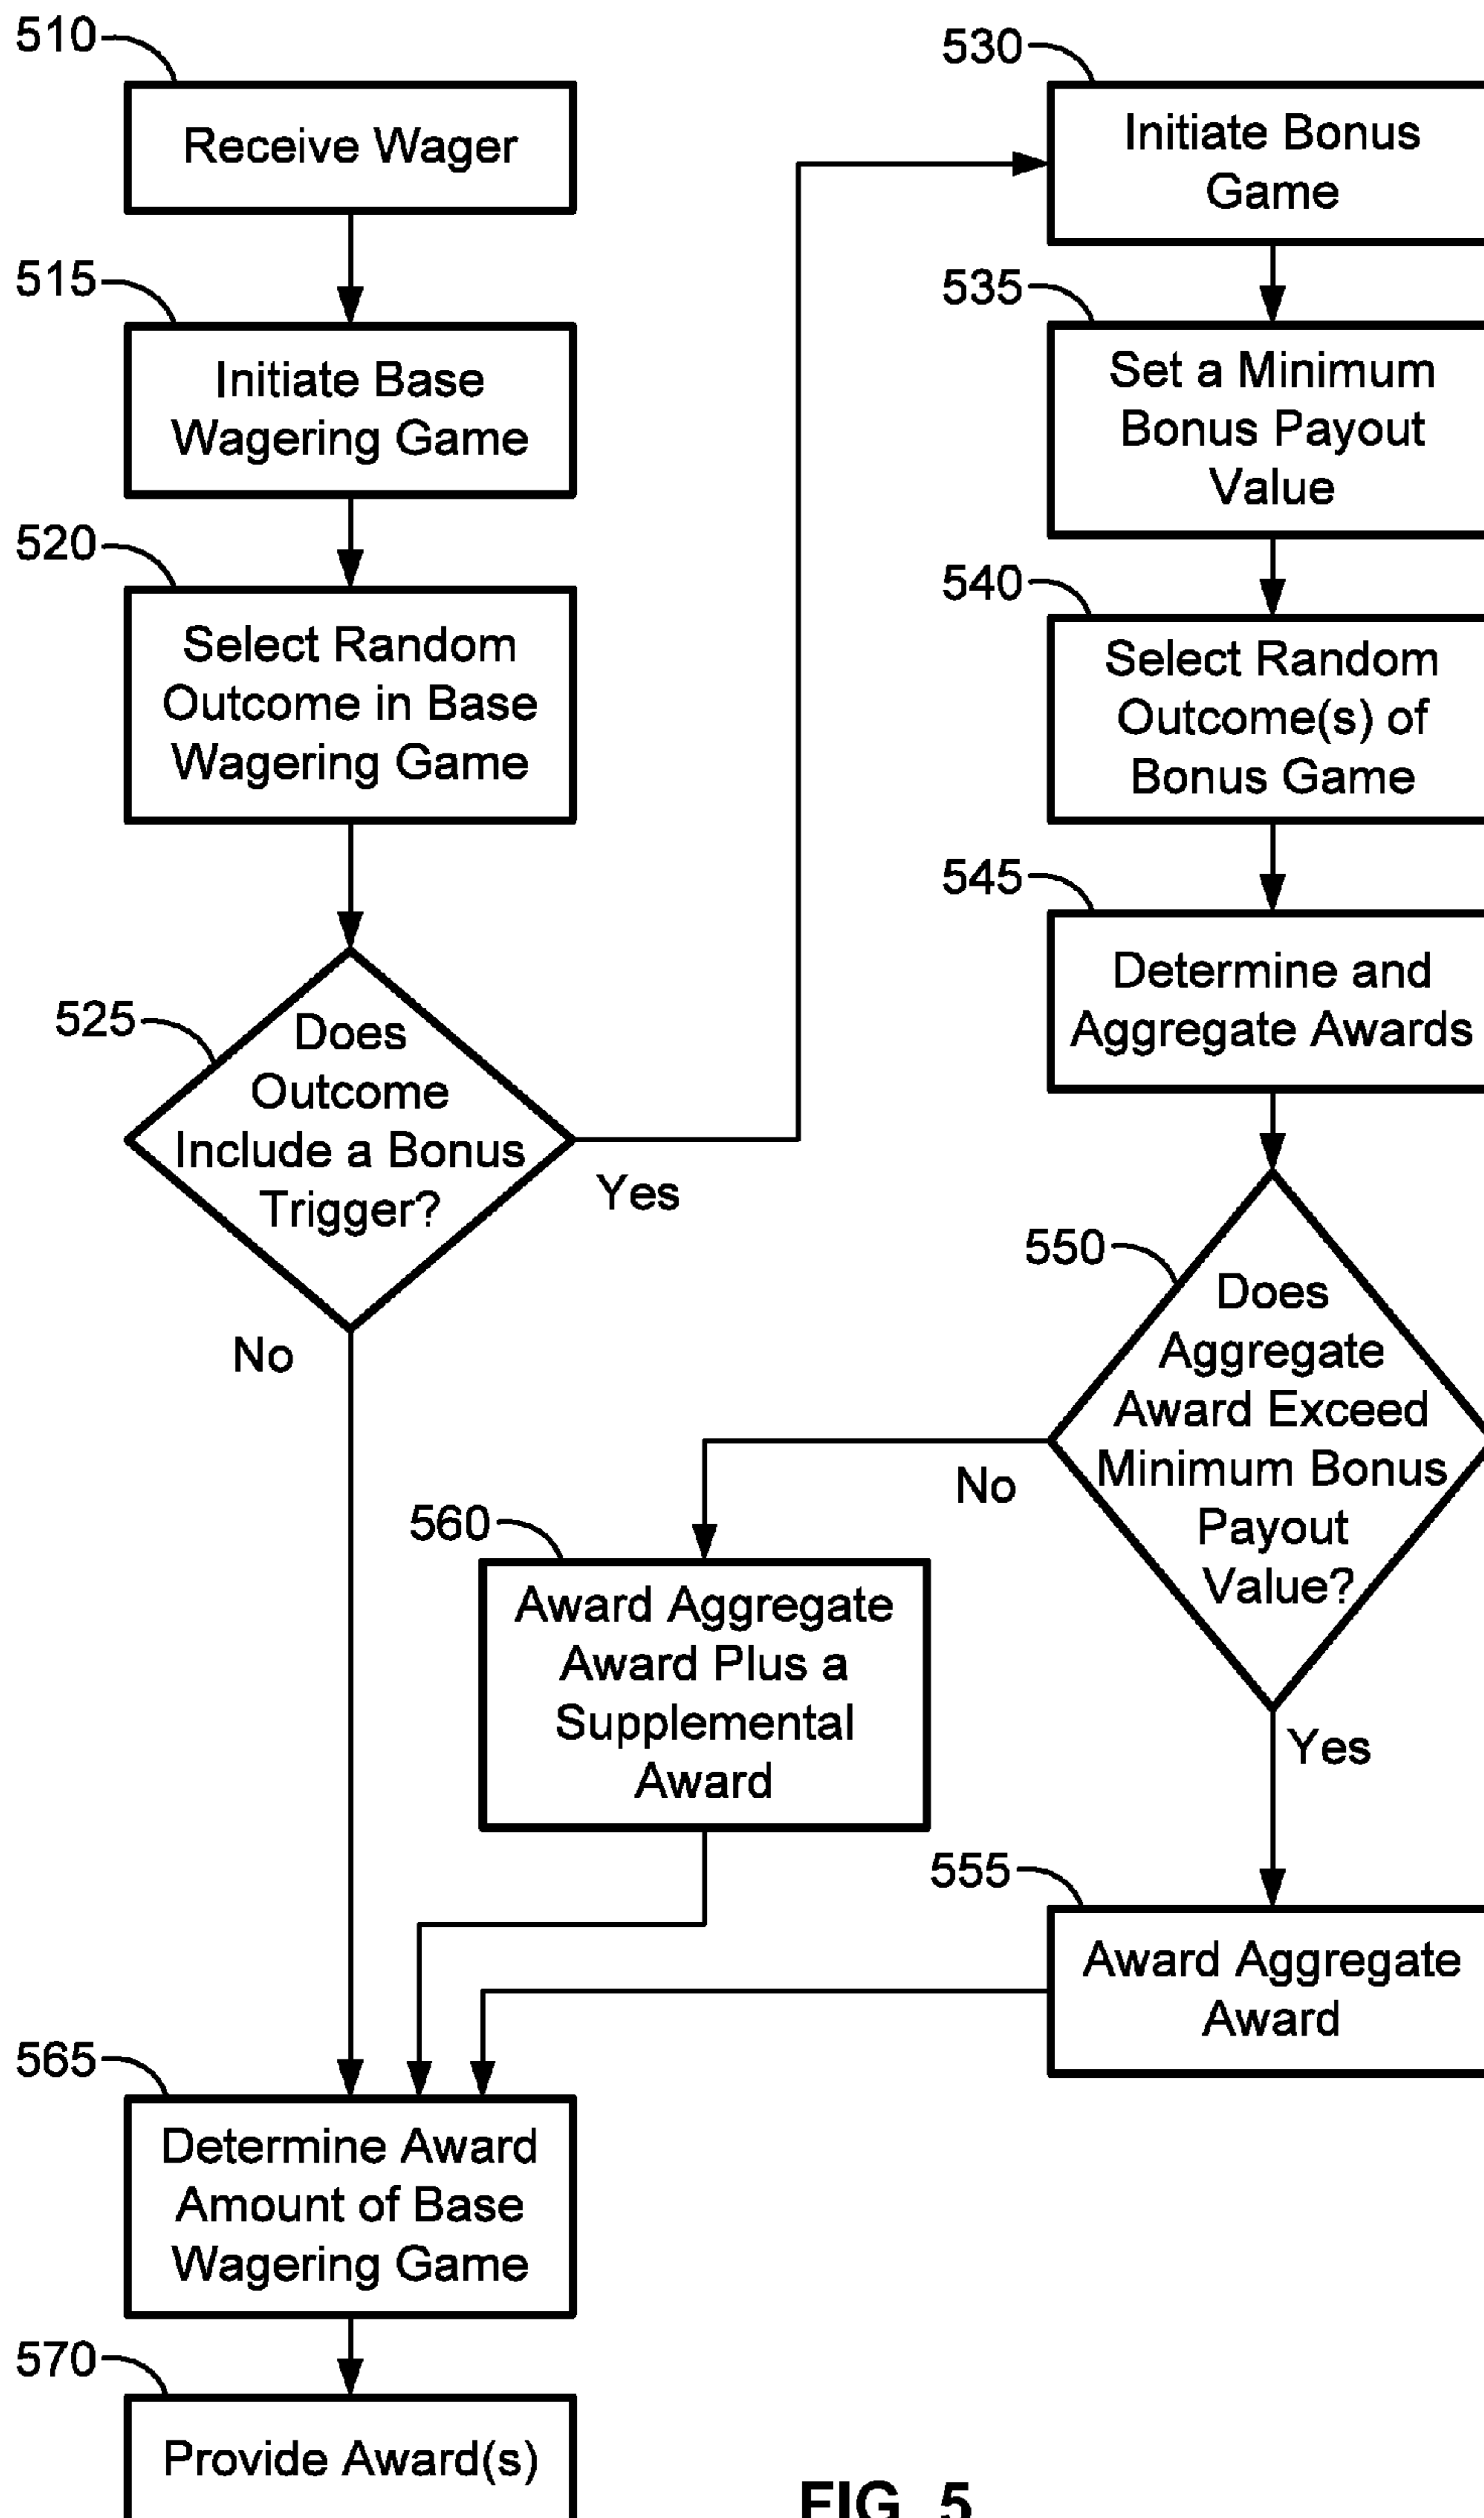 510
Receive Wager
515
Initiate Base
Wagering Game
520
Select Random
Outcome in Base
Wagering Game
525
Does
Outcome
Include a Bonus
Trigger?
Yes
No
530
Initiate Bonus
Game
535
Set a Minimum
Bonus Payout
Value
540
Select Random
Outcome(s) of
Bonus Game
545
Determine and
Aggregate Awards
550
Does
Aggregate
Award Exceed
Minimum Bonus
Payout
Value?
No
Yes
560
Award Aggregate
Award Plus a
Supplemental
Award
555
Award Aggregate
Award
565
Determine Award
Amount of Base
Wagering Game
570
Provide Award(s)
FIG. 5